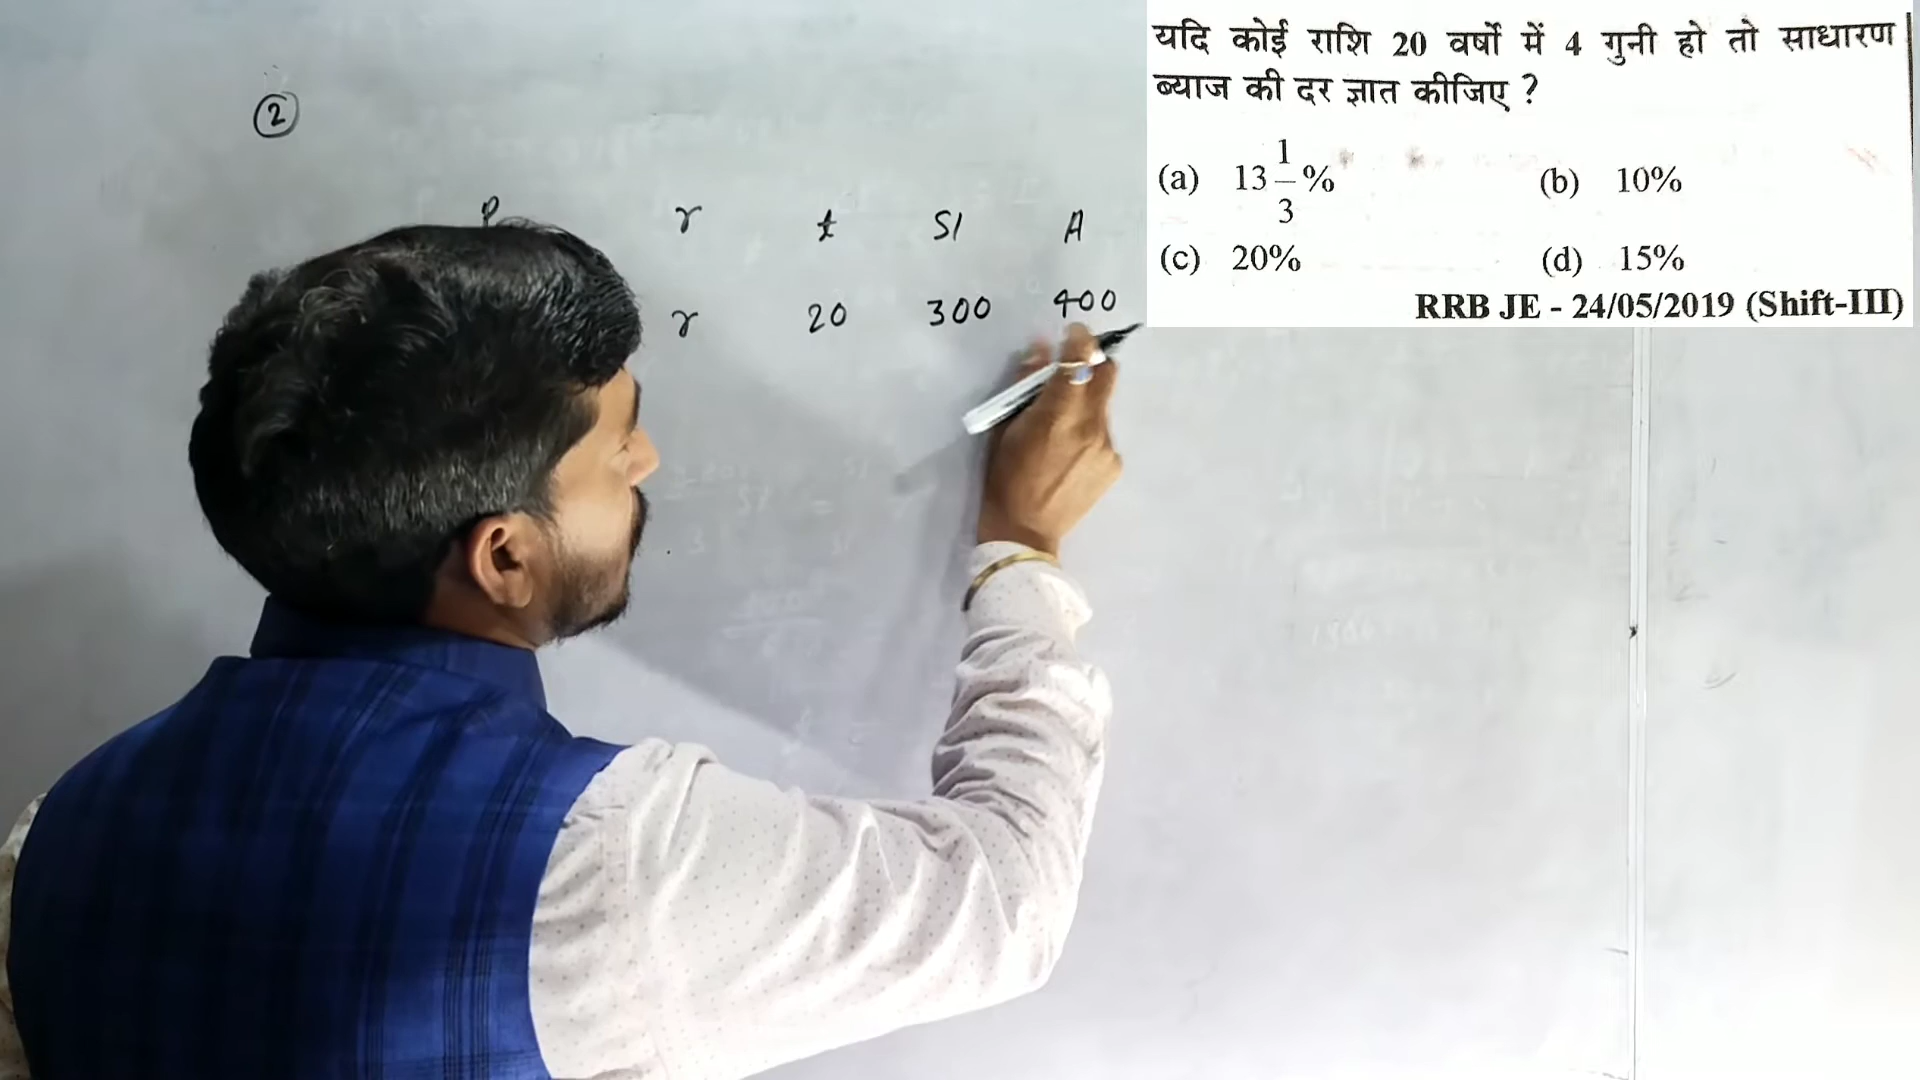 यदि कोई राशि 20 वर्षों में 4 गुनी हो तो साधारण
ब्याज की दर ज्ञात कीजिए ?
(a) 13 1/3 % (b) 10%
(c) 20% (d) 15%
RRB JE - 24/05/2019 (Shift-III)
2
P r t SI A
r 20 300 400